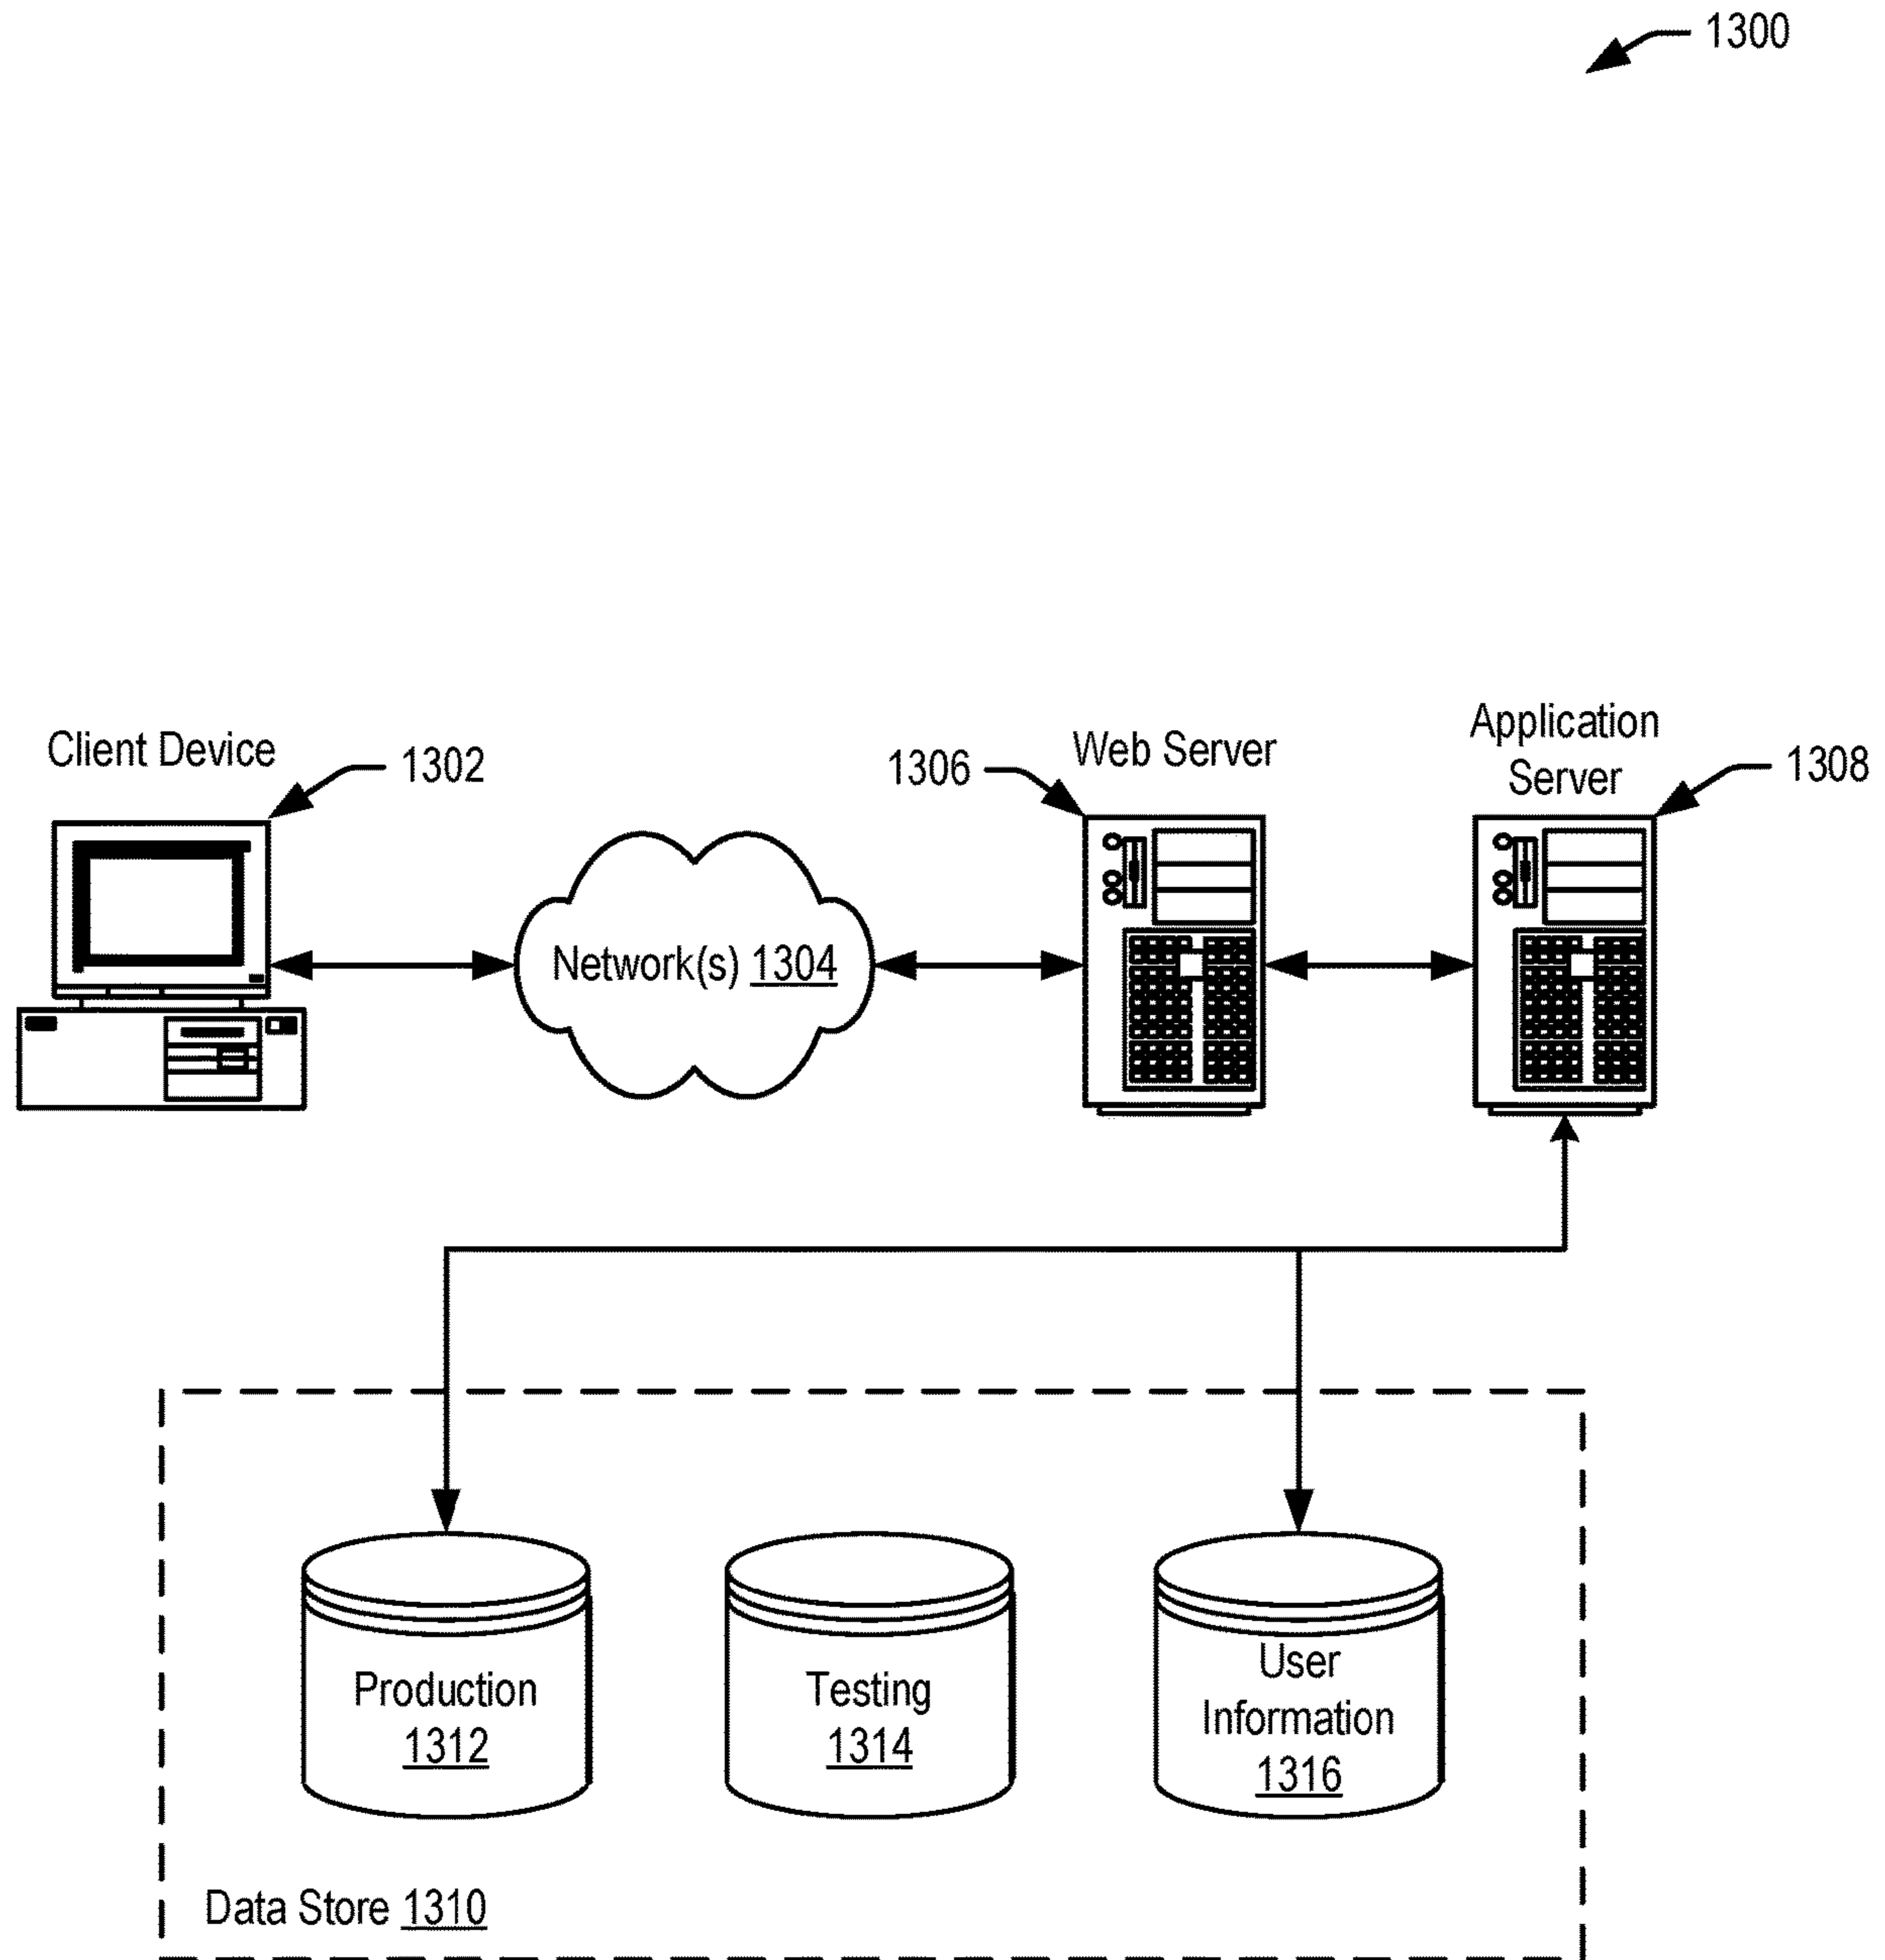 1300
Client Device
1302
1306
Web Server
Application
Server
1308
Network(s) 1304
Production
1312
Testing
1314
User
Information
1316
Data Store 1310